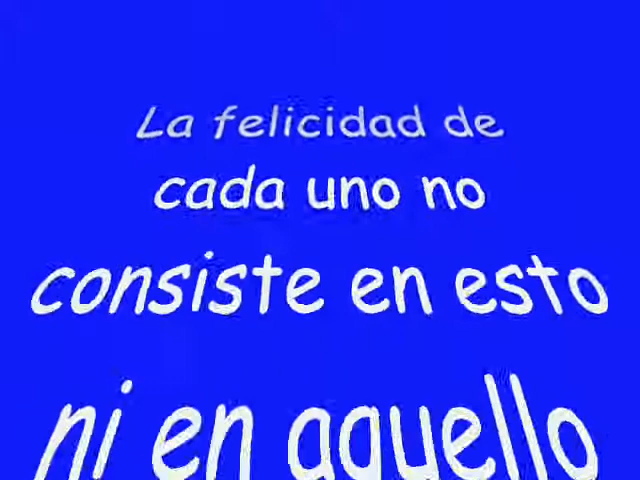 La felicidad de
cada uno no
consiste en esto
ni en aquello